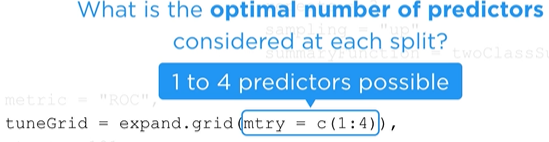 What is the optimal number of predictors
considered at each split?
sampling = "up"
summaryFunction = twoClassSu
1 to 4 predictors possible
metric = "ROC",
tuneGrid = expand.grid(mtry = c(1:4)),